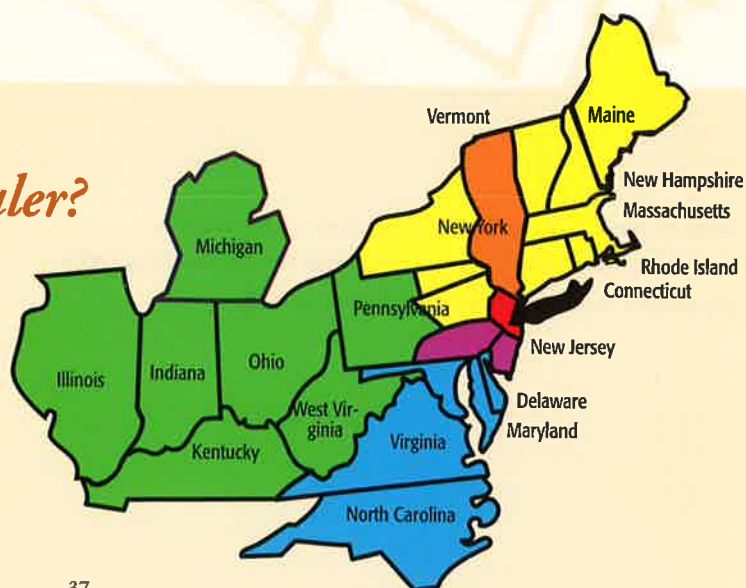 Vermont
Maine
aler?
New Hampshire
Massachusetts
New York
Michigan
Rhode Island
Connecticut
Pennsylvania
New Jersey
Ohio
Indiana
Illinois
Delaware
West Vir-
ginia
Maryland
Virginia
Kentucky
North Carolina